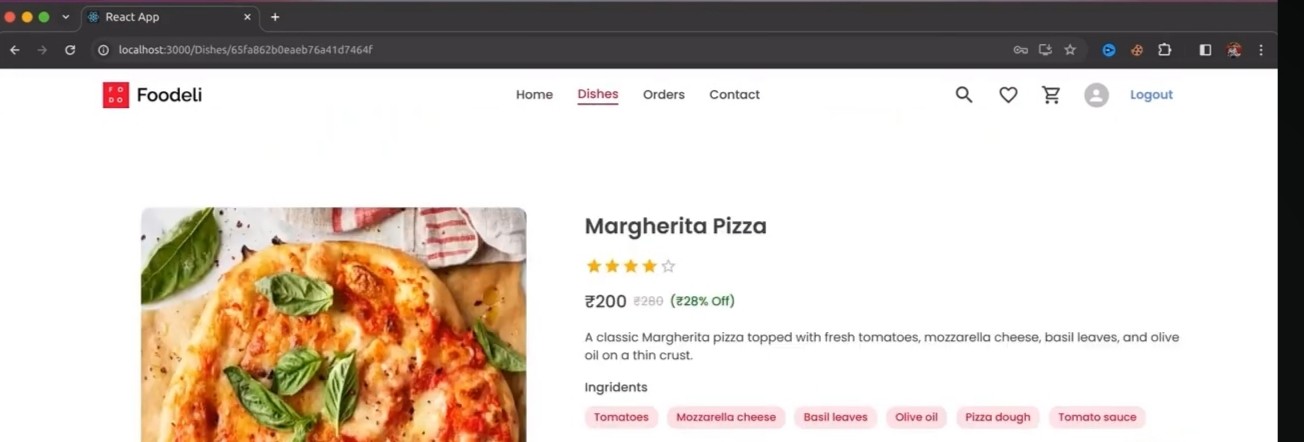 React App
localhost:3000/Dishes/65fa862b0eaeb76a41d7464f
FO
DO
Foodeli Home Dishes Orders Contact Logout
Margherita Pizza
₹200 ₹280 (₹28% Off)
A classic Margherita pizza topped with fresh tomatoes, mozzarella cheese, basil leaves, and olive
oil on a thin crust.
Ingridents
Tomatoes Mozzarella cheese Basil leaves Olive oil Pizza dough Tomato sauce